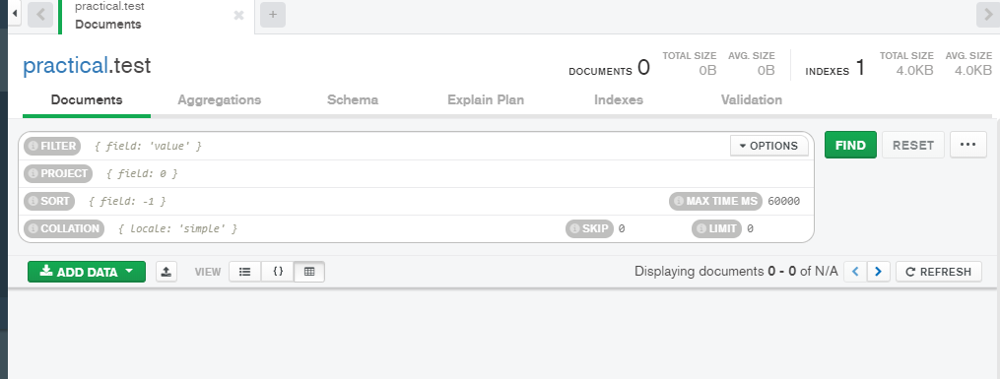 practical.test
Documents
practical.test
DOCUMENTS 0 TOTAL SIZE 0B AVG. SIZE 0B INDEXES 1 TOTAL SIZE 4.0KB AVG. SIZE 4.0KB
Documents Aggregations Schema Explain Plan Indexes Validation
FILTER { field: 'value' } OPTIONS FIND RESET ...
PROJECT { field: 0 }
SORT { field: -1 } MAX TIME MS 60000
COLLATION { locale: 'simple' } SKIP 0 LIMIT 0
ADD DATA VIEW {} Displaying documents 0 - 0 of N/A < > REFRESH